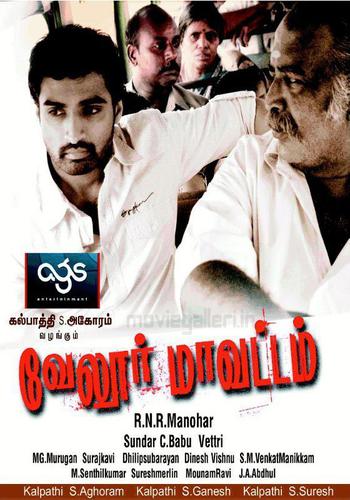 ags
entertainment
கல்பாத்தி S.அகோரம்
வழங்கும்
moviegalleri.in
வேலூர் மாவட்டம்
R.N.R.Manohar
Sundar C.Babu Vettri
MG.Murugan Surajkavi Dhilipsubarayan Dinesh Vishnu S.M.VenkatManikkam
M.Senthilkumar Sureshmerlin MounamRavi J.A.Abdhul
Kalpathi S.Aghoram Kalpathi S.Ganesh Kalpathi S.Suresh